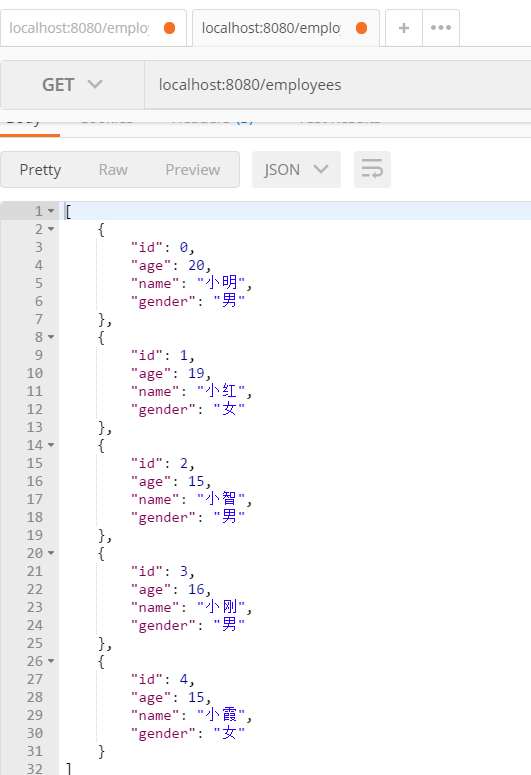 localhost:8080/emplo
localhost:8080/emplo
GET
localhost:8080/employees
Pretty
Raw
Preview
JSON
1 [
2 {
3 "id": 0,
4 "age": 20,
5 "name": "小明",
6 "gender": "男"
7 },
8 {
9 "id": 1,
10 "age": 19,
11 "name": "小红",
12 "gender": "女"
13 },
14 {
15 "id": 2,
16 "age": 15,
17 "name": "小智",
18 "gender": "男"
19 },
20 {
21 "id": 3,
22 "age": 16,
23 "name": "小刚",
24 "gender": "男"
25 },
26 {
27 "id": 4,
28 "age": 15,
29 "name": "小霞",
30 "gender": "女"
31 }
32 ]